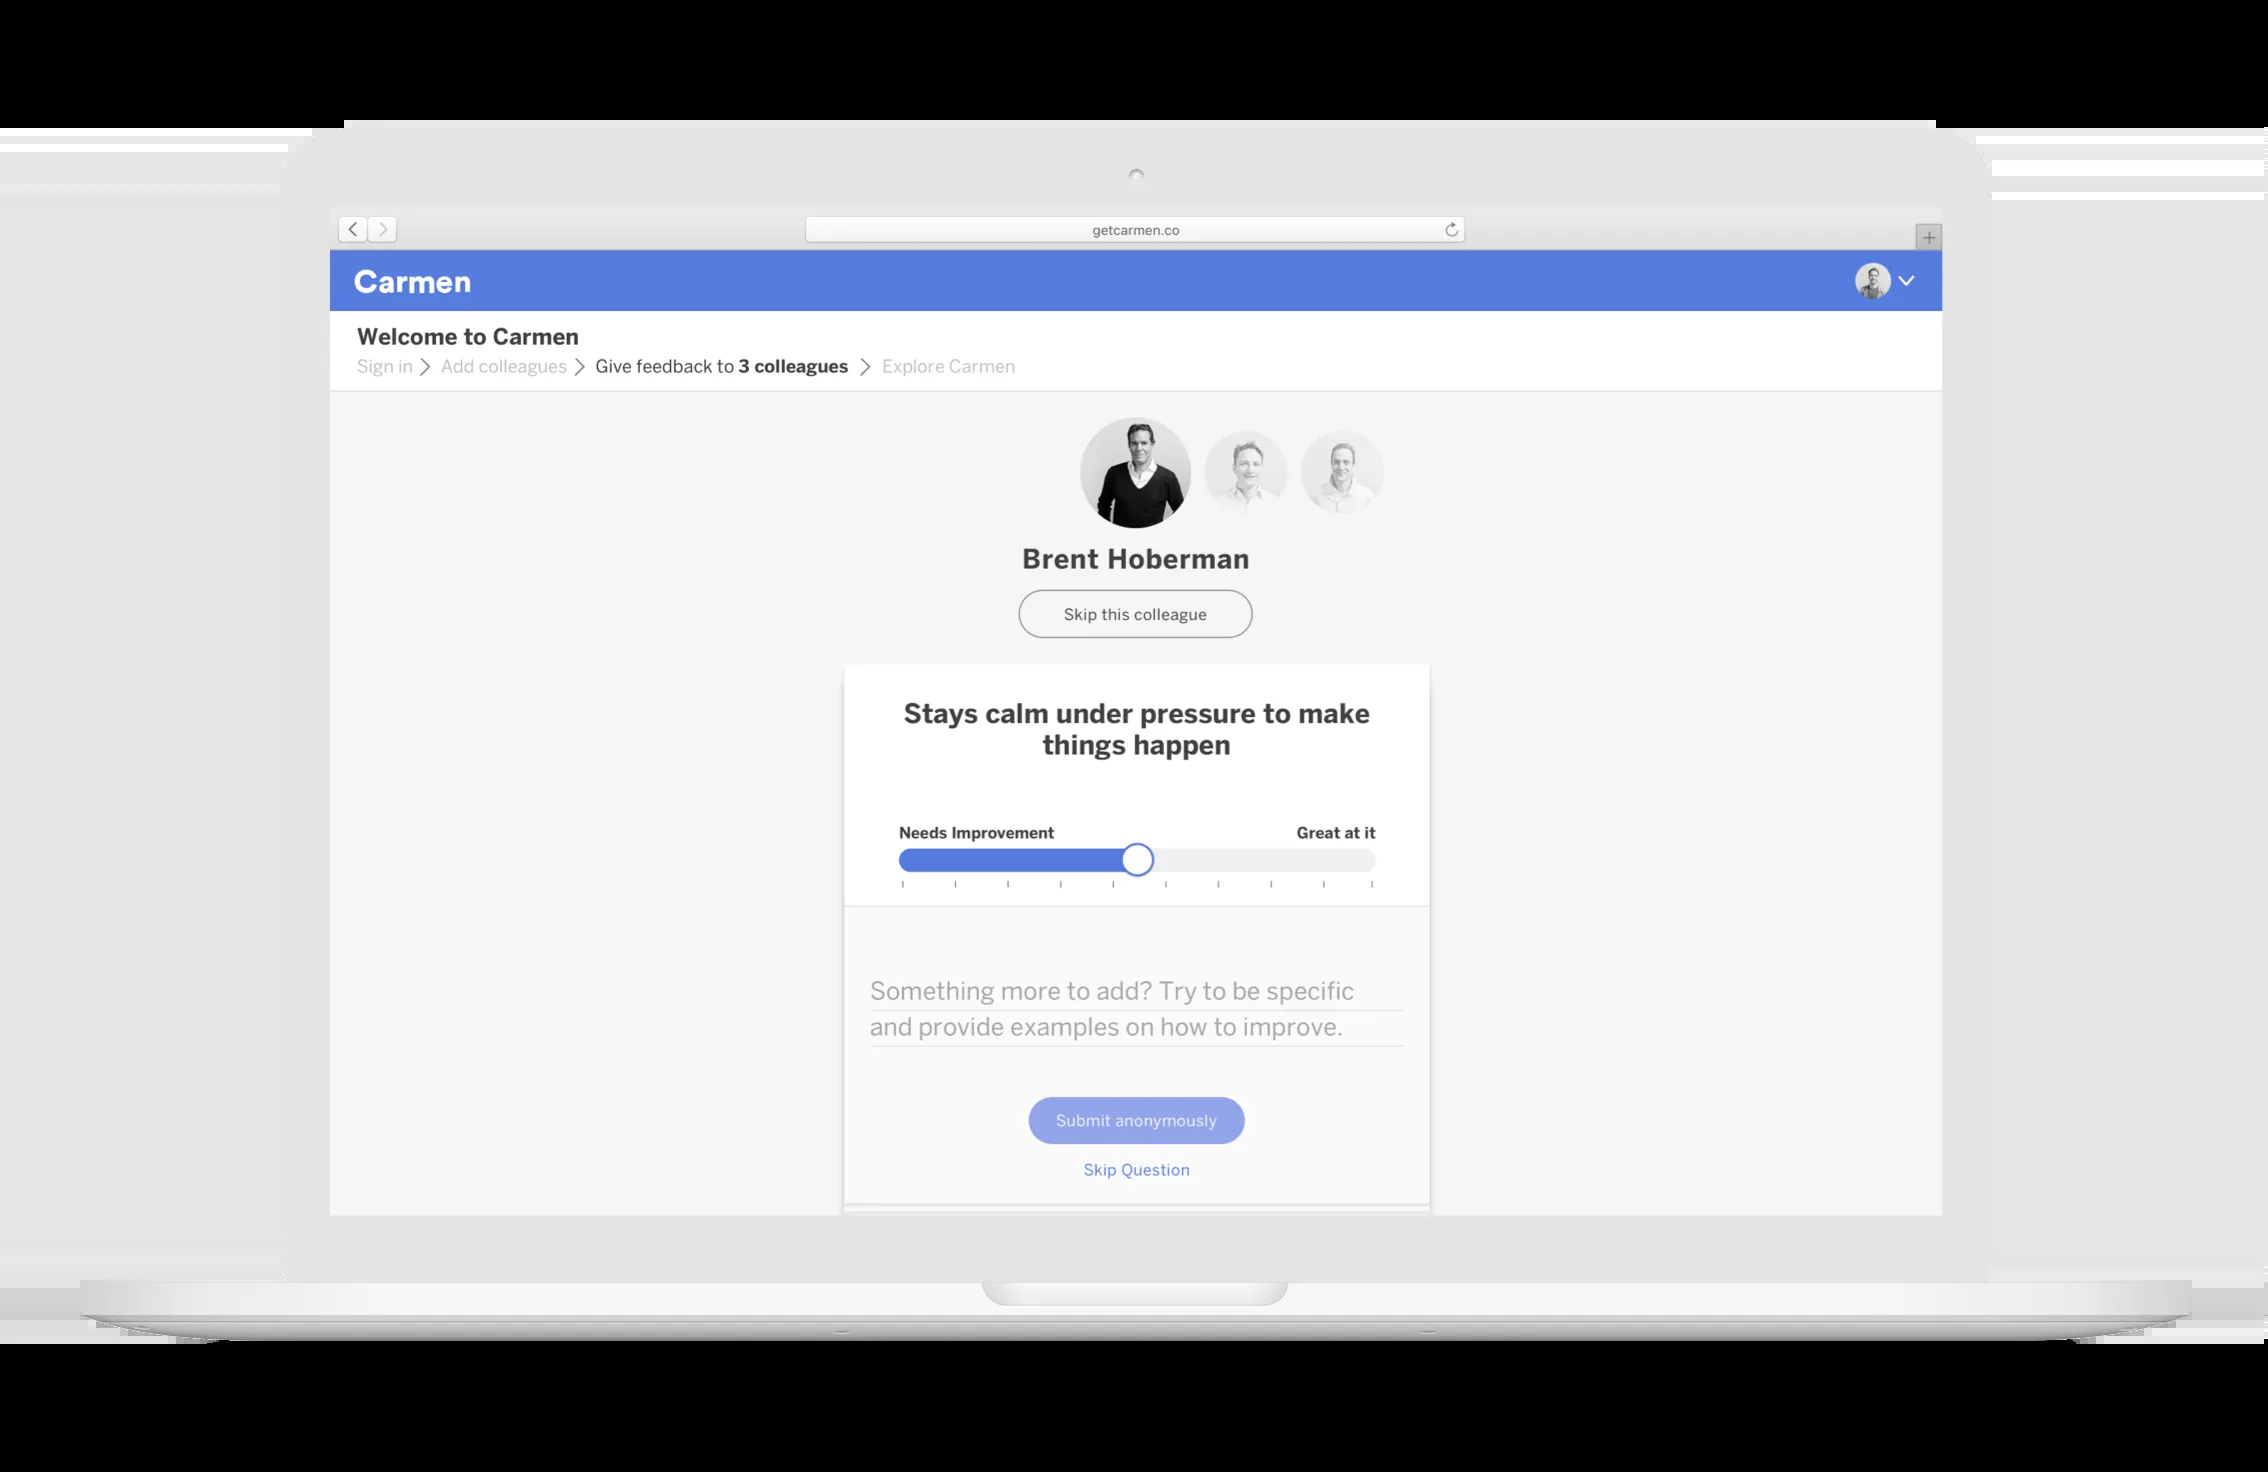 getcarmen.co
Carmen
Welcome to Carmen
Sign in > Add colleagues > Give feedback to 3 colleagues > Explore Carmen
Brent Hoberman
Skip this colleague
Stays calm under pressure to make
things happen
Needs Improvement Great at it
Something more to add? Try to be specific
and provide examples on how to improve.
Submit anonymously
Skip Question